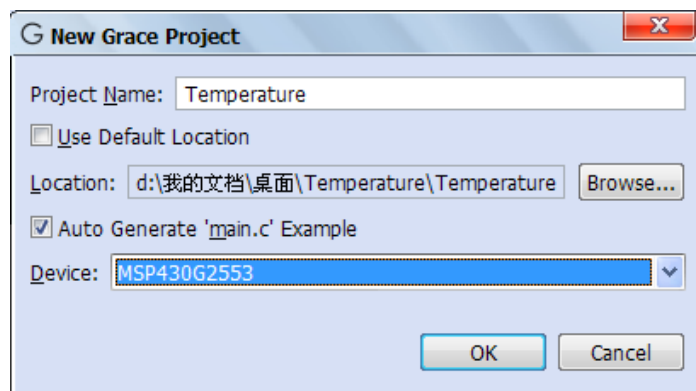 New Grace Project
Project Name: Temperature
Use Default Location
Location: d:\我的文档\桌面\Temperature\Temperature Browse...
Auto Generate 'main.c' Example
Device: MSP430G2553
OK Cancel